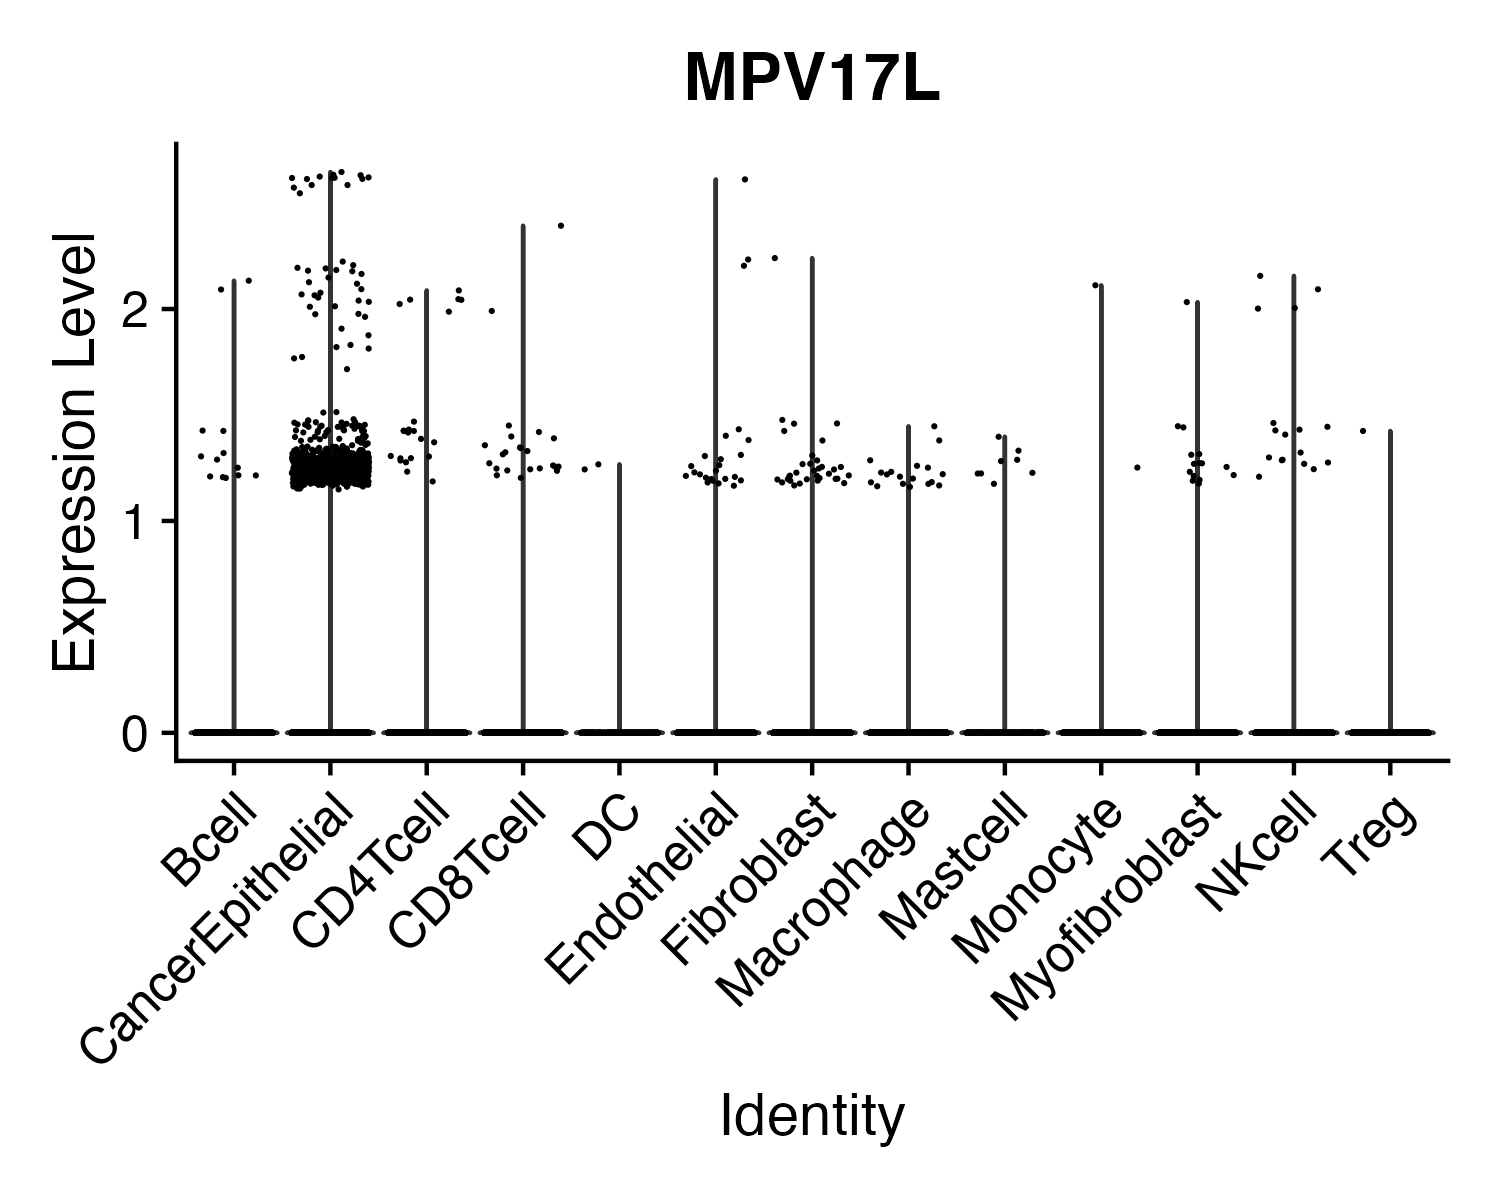 MPV17L
Expression Level
2
1
0
Bcell
CancerEpithelial
CD4Tcell
CD8Tcell
DC
Endothelial
Fibroblast
Macrophage
Mastcell
Monocyte
Myofibroblast
NKcell
Treg
Identity